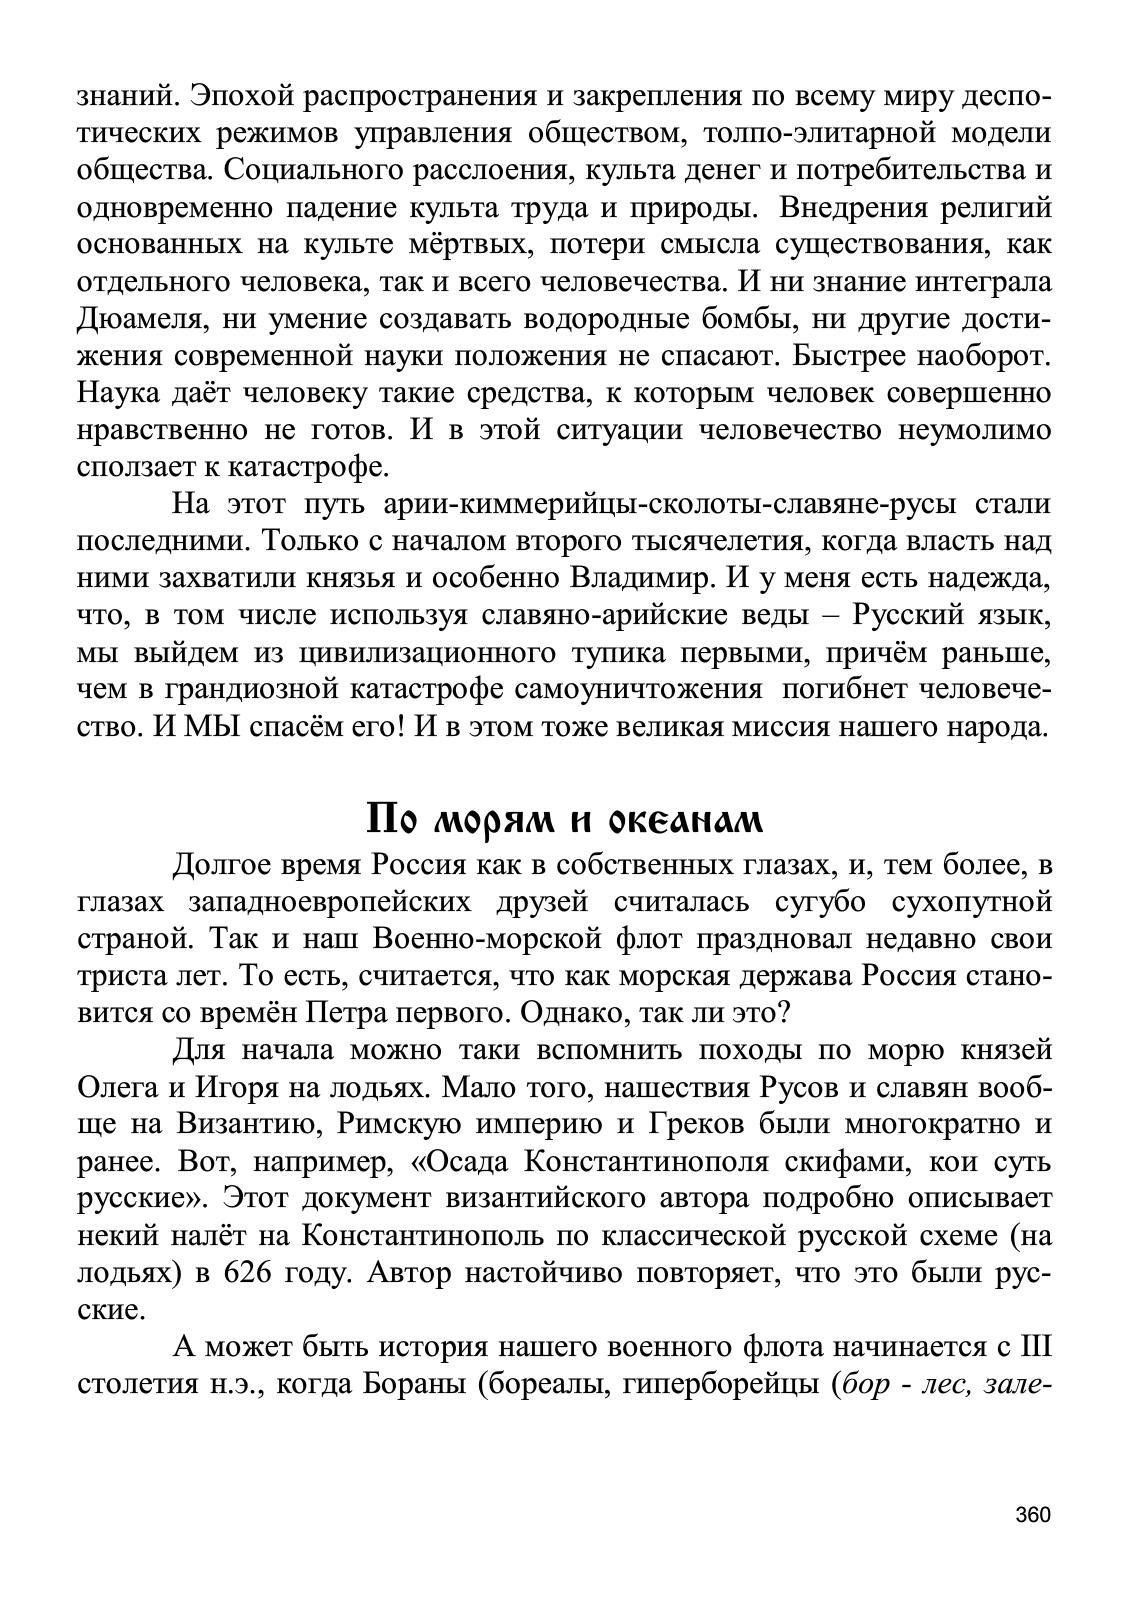 знаний. Эпохой распространения и закрепления по всему миру деспо-
тических режимов управления обществом, толпо-элитарной модели
общества. Социального расслоения, культа денег и потребительства и
одновременно падение культа труда и природы. Внедрения религий
основанных на культе мёртвых, потери смысла существования, как
отдельного человека, так и всего человечества. И ни знание интеграла
Дюамеля, ни умение создавать водородные бомбы, ни другие дости-
жения современной науки положения не спасают. Быстрее наоборот.
Наука даёт человеку такие средства, к которым человек совершенно
нравственно не готов. И в этой ситуации человечество неумолимо
сползает к катастрофе.
На этот путь арии-киммерийцы-сколоты-славяне-русы стали
последними. Только с началом второго тысячелетия, когда власть над
ними захватили князья и особенно Владимир. И у меня есть надежда,
что, в том числе используя славяно-арийские веды – Русский язык,
мы выйдем из цивилизационного тупика первыми, причём раньше,
чем в грандиозной катастрофе самоуничтожения погибнет человече-
ство. И МЫ спасём его! И в этом тоже великая миссия нашего народа.
По морям и океанам
Долгое время Россия как в собственных глазах, и, тем более, в
глазах западноевропейских друзей считалась сугубо сухопутной
страной. Так и наш Военно-морской флот праздновал недавно свои
триста лет. То есть, считается, что как морская держава Россия стано-
вится со времён Петра первого. Однако, так ли это?
Для начала можно таки вспомнить походы по морю князей
Олега и Игоря на лодьях. Мало того, нашествия Русов и славян вооб-
ще на Византию, Римскую империю и Греков были многократно и
ранее. Вот, например, «Осада Константинополя скифами, кои суть
русские». Этот документ византийского автора подробно описывает
некий налёт на Константинополь по классической русской схеме (на
лодьях) в 626 году. Автор настойчиво повторяет, что это были рус-
ские.
А может быть история нашего военного флота начинается с III
столетия н.э., когда Бораны (бореалы, гиперборейцы (бор - лес, зале-
360